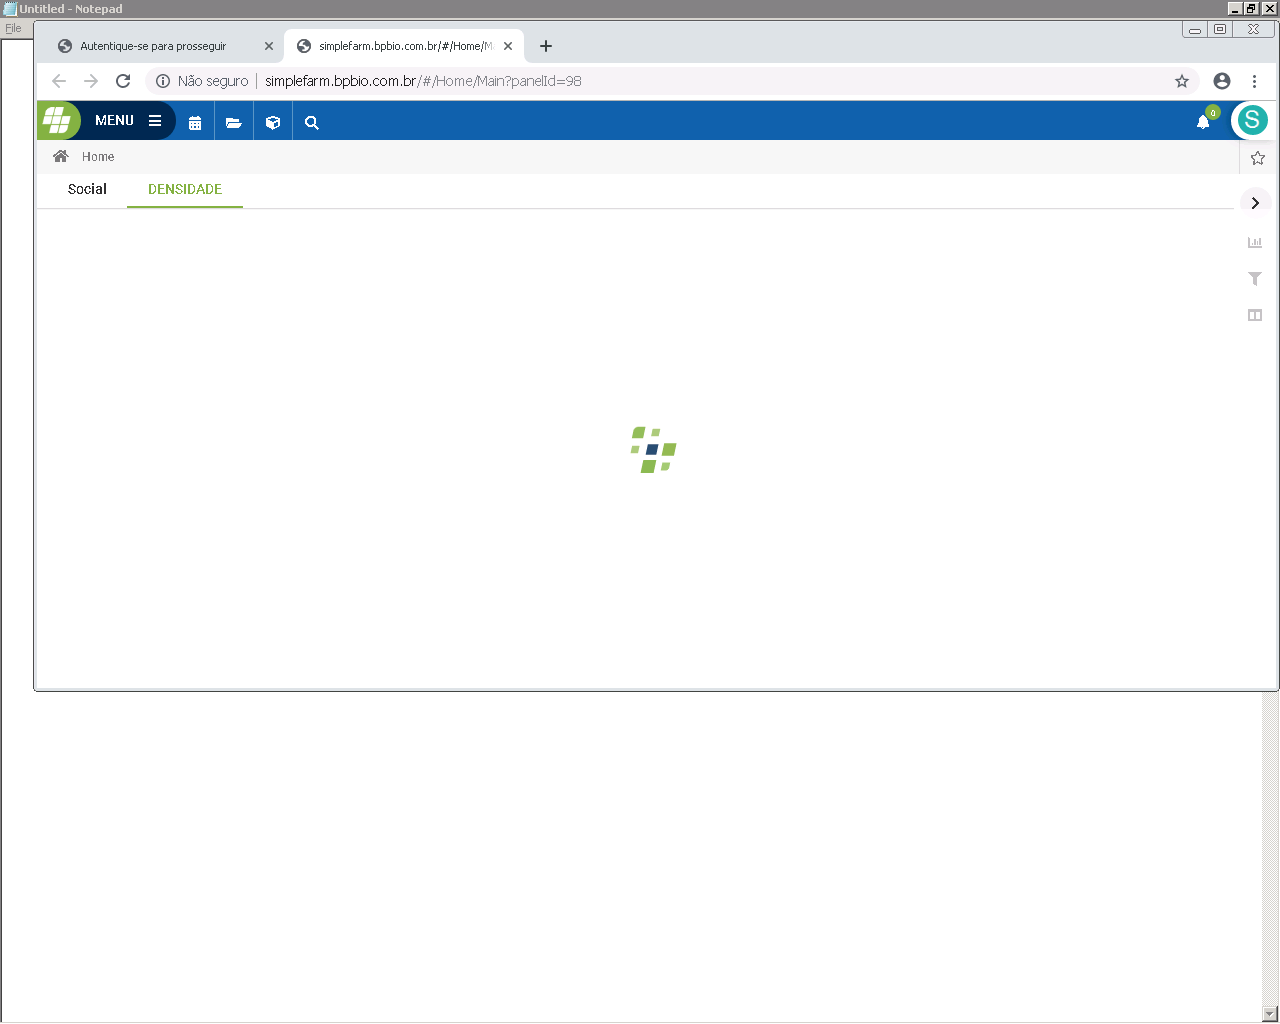 Untitled - Notepad
File
Autentique-se para prosseguir
simplefarm.bpbio.com.br/#/Home/M
Não seguro | simplefarm.bpbio.com.br/#/Home/Main?panelId=98
MENU
0
S
Home
Social
DENSIDADE